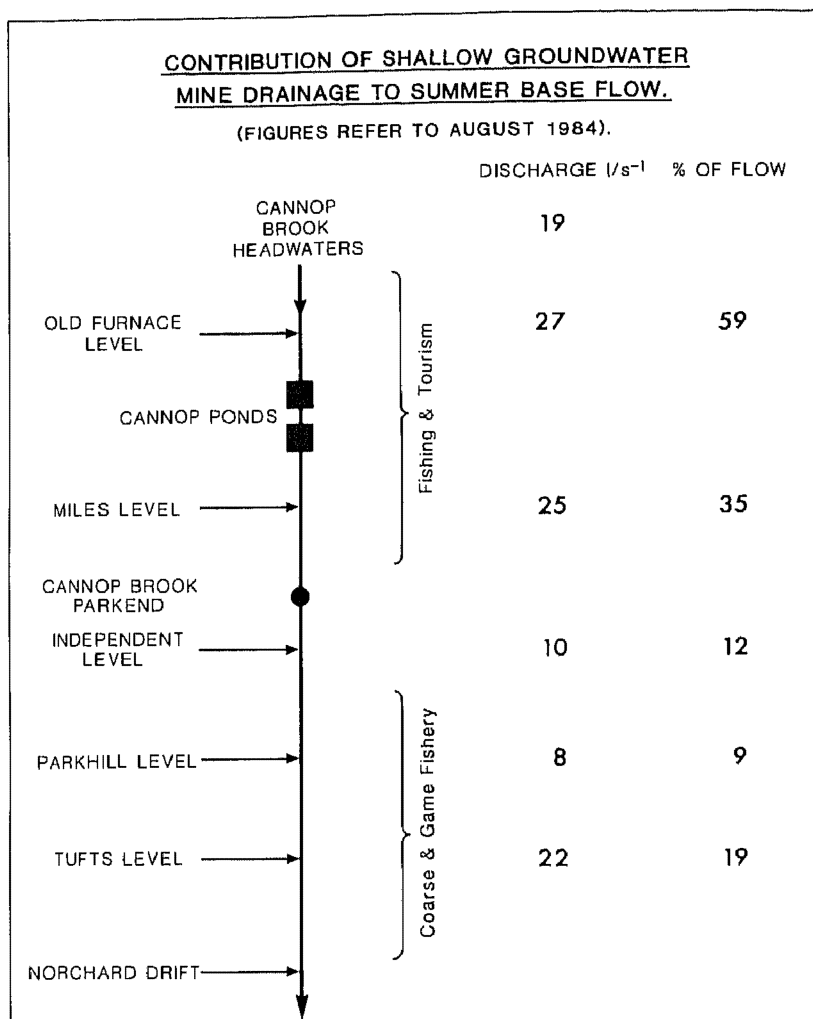 CONTRIBUTION OF SHALLOW GROUNDWATER
MINE DRAINAGE TO SUMMER BASE FLOW.
(FIGURES REFER TO AUGUST 1984).
DISCHARGE l/s⁻¹ % OF FLOW
CANNOP
BROOK
HEADWATERS
19
OLD FURNACE
LEVEL
27 59
CANNOP PONDS
Fishing & Tourism
MILES LEVEL
25 35
CANNOP BROOK
PARKEND
INDEPENDENT
LEVEL
10 12
PARKHILL LEVEL
8 9
Coarse & Game Fishery
TUFTS LEVEL
22 19
NORCHARD DRIFT